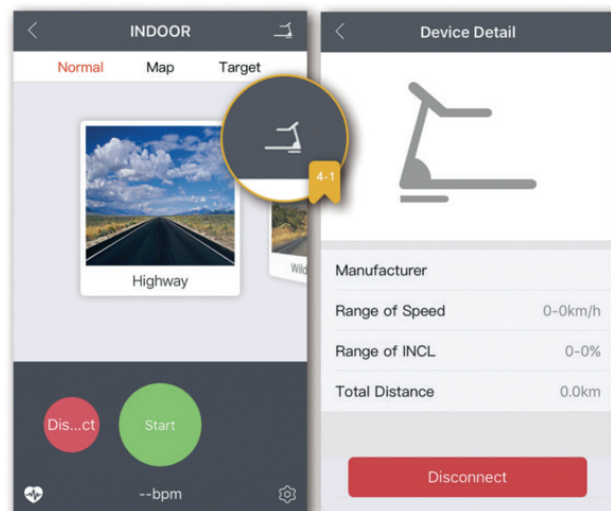 INDOOR
Normal Map Target
4-1
Highway
Wild
Dis...ct
Start
--bpm
Device Detail
Manufacturer
Range of Speed 0-0km/h
Range of INCL 0-0%
Total Distance 0.0km
Disconnect